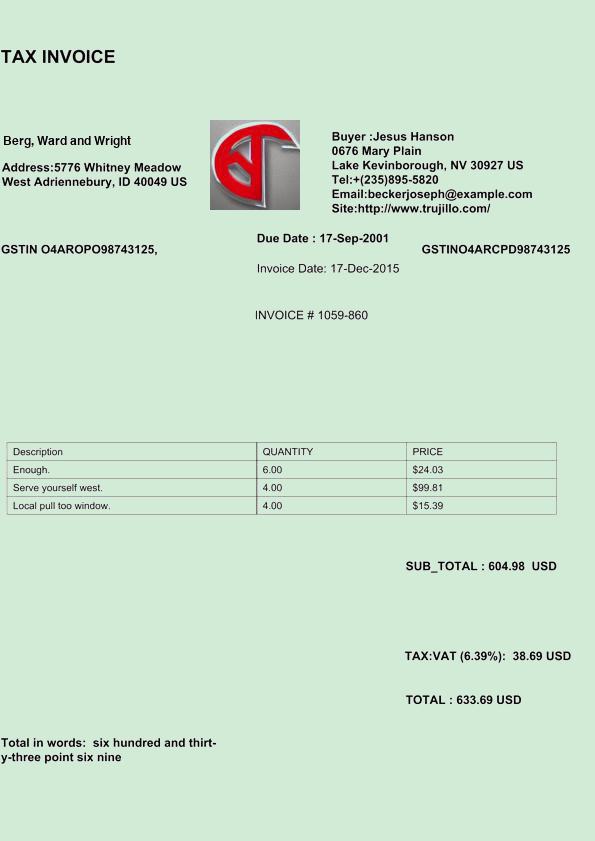 TAX INVOICE
Berg, Ward and Wright
Address:5776 Whitney Meadow
West Adriennebury, ID 40049 US
Buyer :Jesus Hanson
0676 Mary Plain
Lake Kevinborough, NV 30927 US
Tel:+(235)895-5820
Email:beckerjoseph@example.com
Site:http://www.trujillo.com/
GSTIN O4AROPO98743125,
Due Date : 17-Sep-2001
GSTINO4ARCPD98743125
Invoice Date: 17-Dec-2015
INVOICE # 1059-860
Description QUANTITY PRICE
Enough. 6.00 $24.03
Serve yourself west. 4.00 $99.81
Local pull too window. 4.00 $15.39
SUB_TOTAL : 604.98 USD
TAX:VAT (6.39%): 38.69 USD
TOTAL : 633.69 USD
Total in words: six hundred and thirt-
y-three point six nine